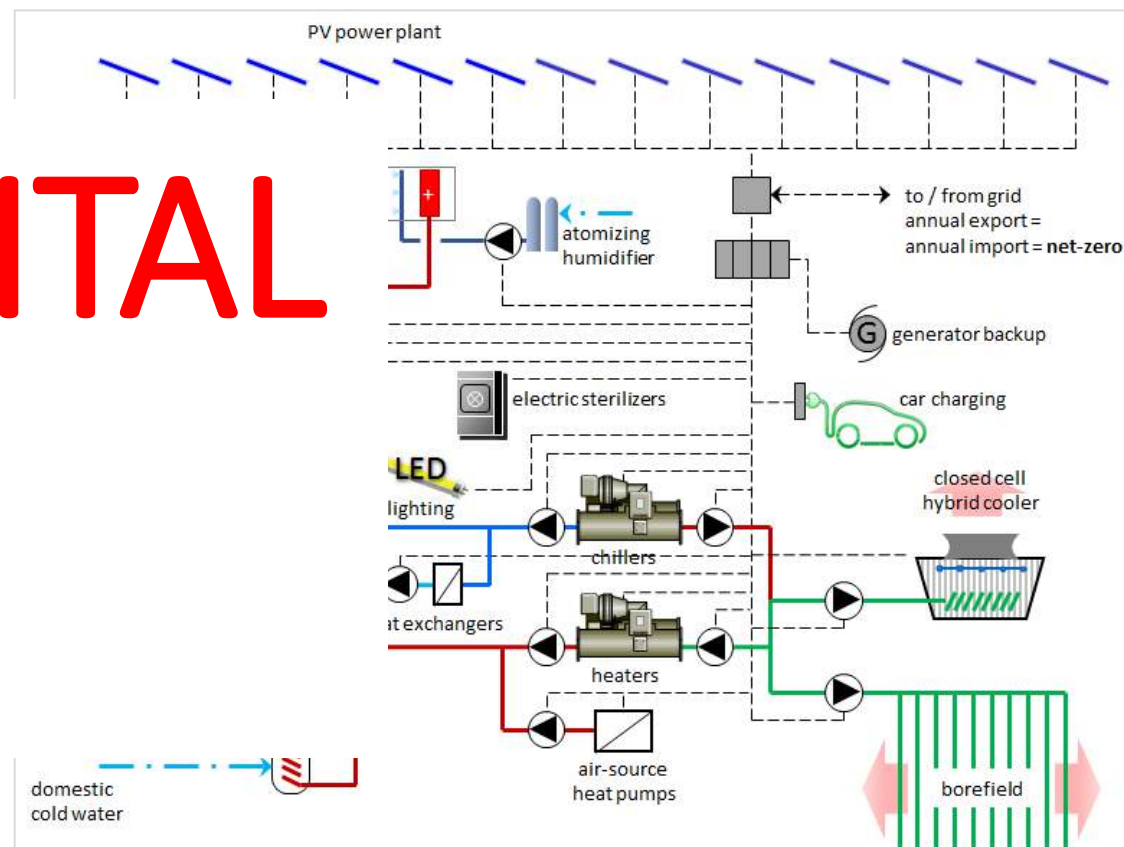 PV power plant
ITAL
+
atomizing
humidifier
to / from grid
annual export =
annual import = net-zero
G
generator backup
electric sterilizers
car charging
LED
lighting
closed cell
hybrid cooler
chillers
at exchangers
heaters
air-source
heat pumps
domestic
cold water
borefield